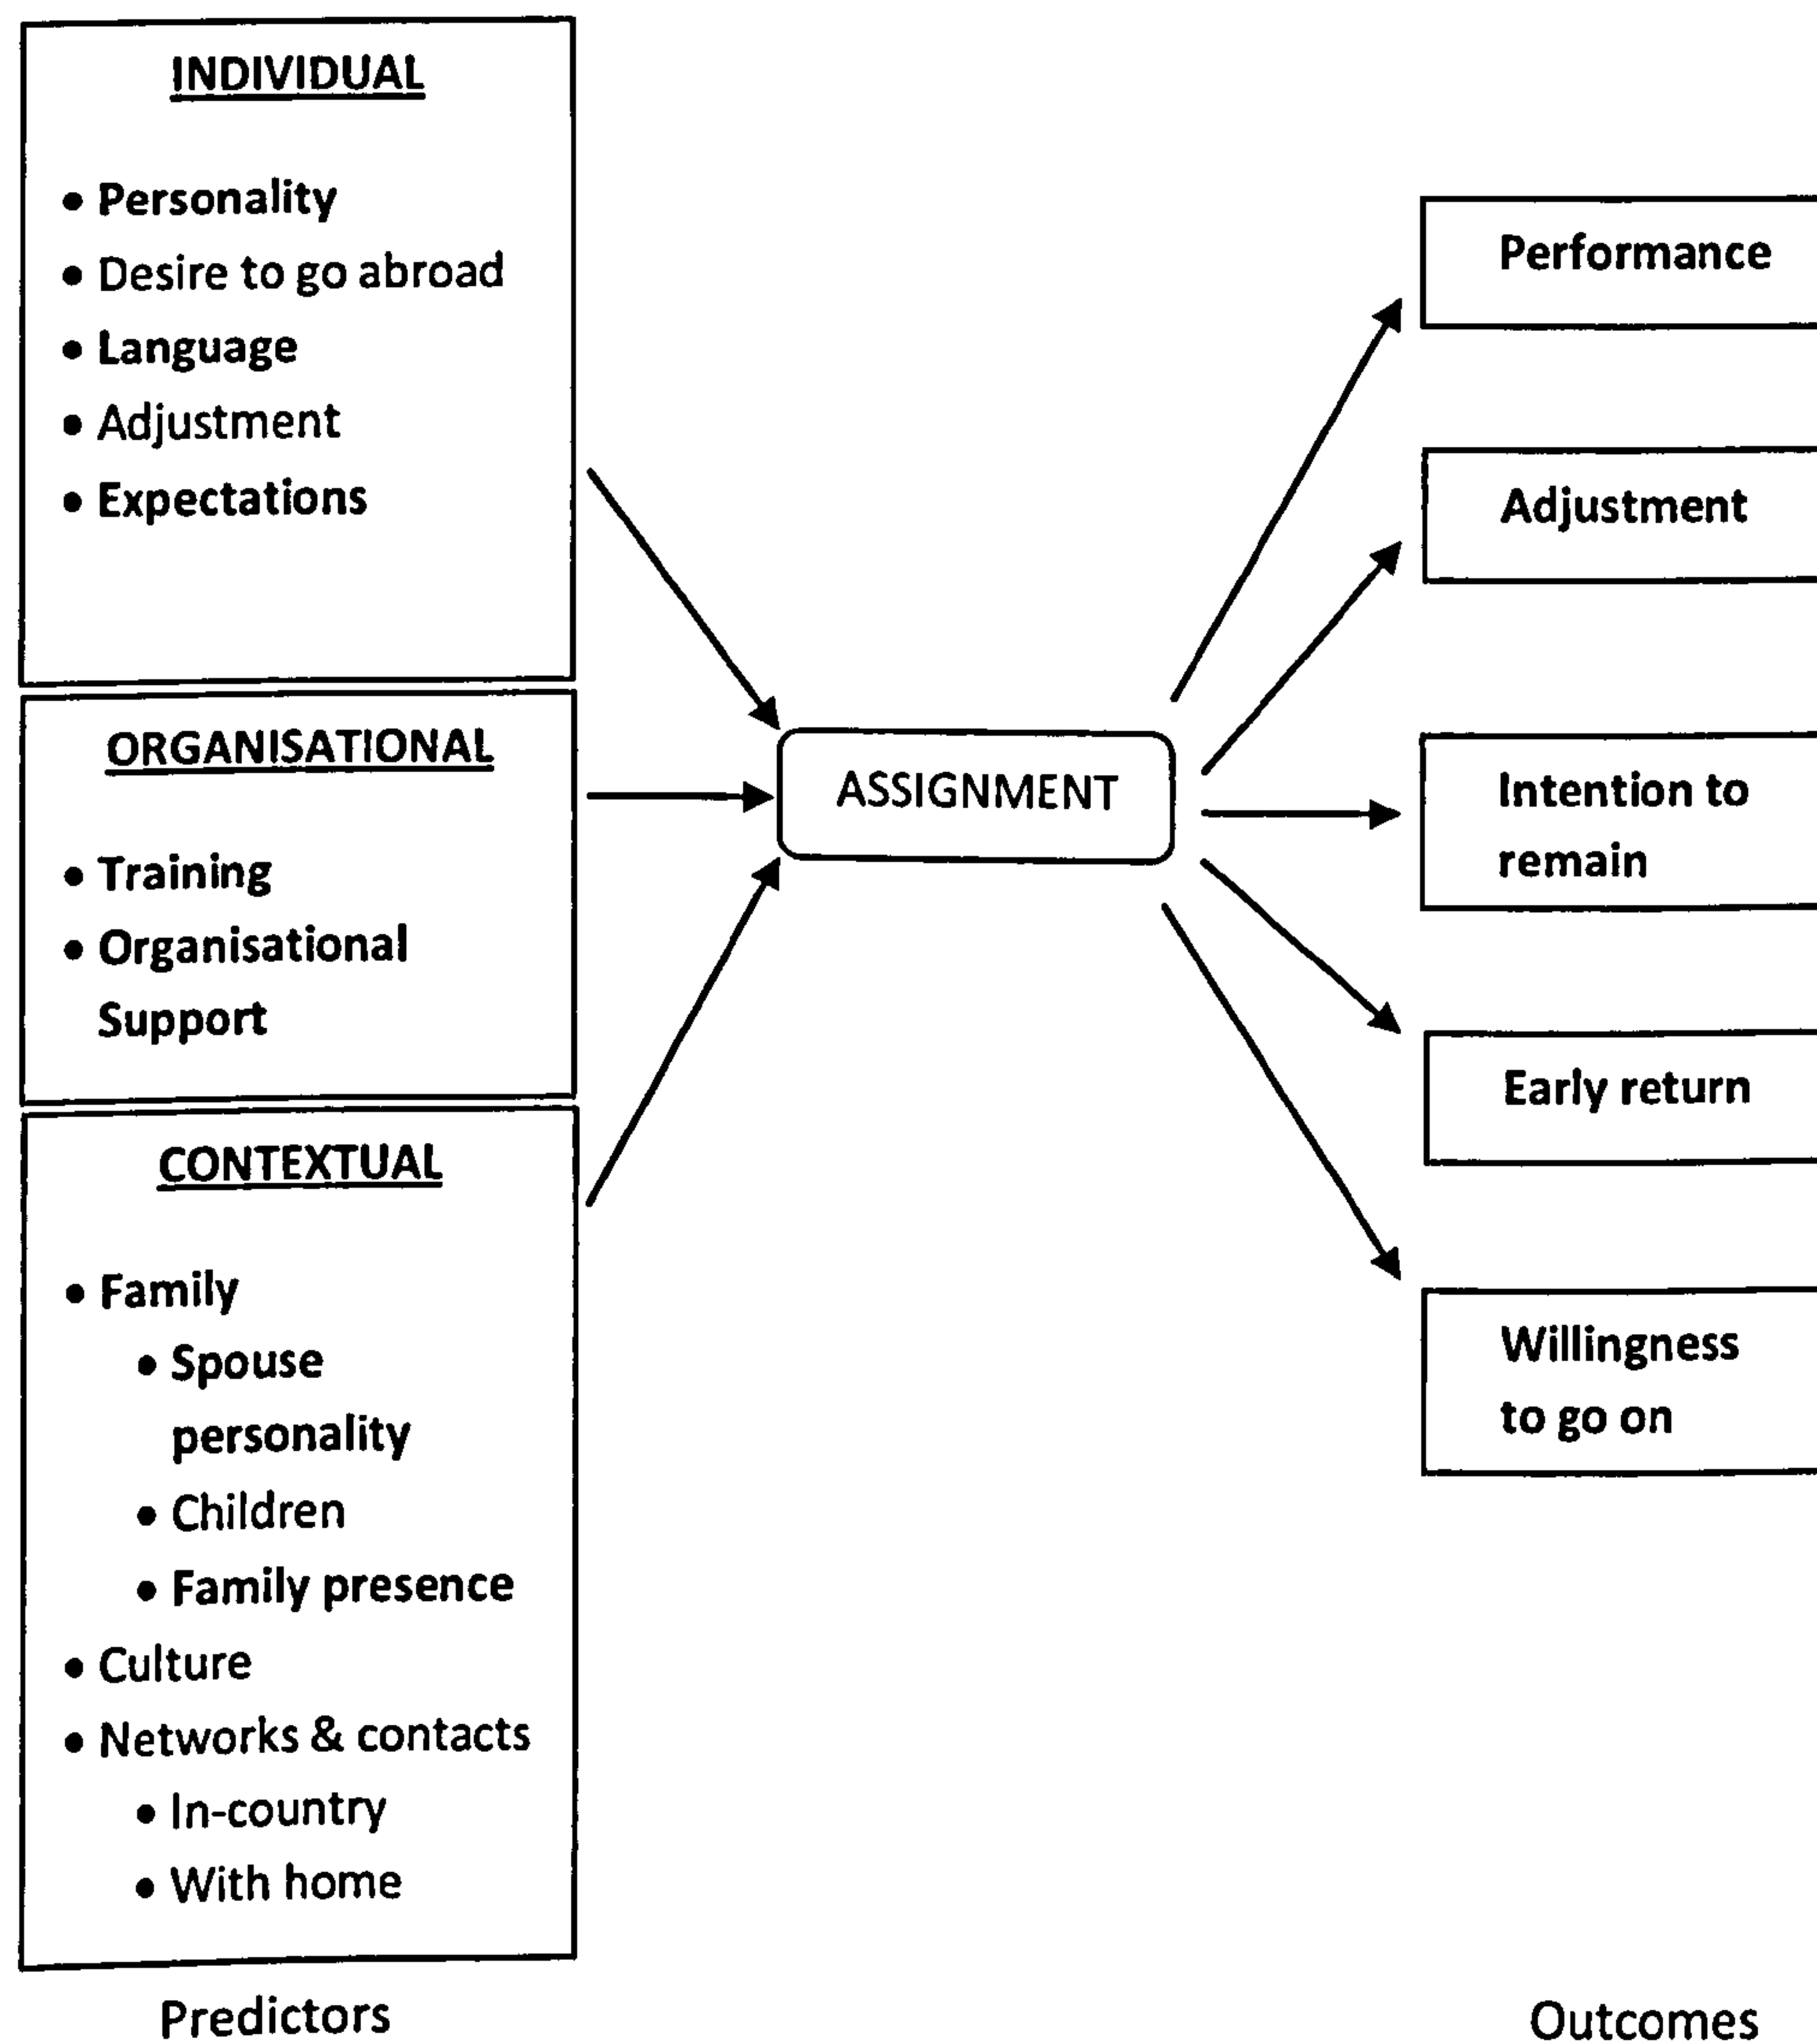 INDIVIDUAL
• Personality
• Desire to go abroad
• Language
• Adjustment
• Expectations
ORGANISATIONAL
• Training
• Organisational
Support
CONTEXTUAL
• Family
• Spouse
personality
• Children
• Family presence
• Culture
• Networks & contacts
• In-country
• With home
Predictors
ASSIGNMENT
Performance
Adjustment
Intention to
remain
Early return
Willingness
to go on
Outcomes